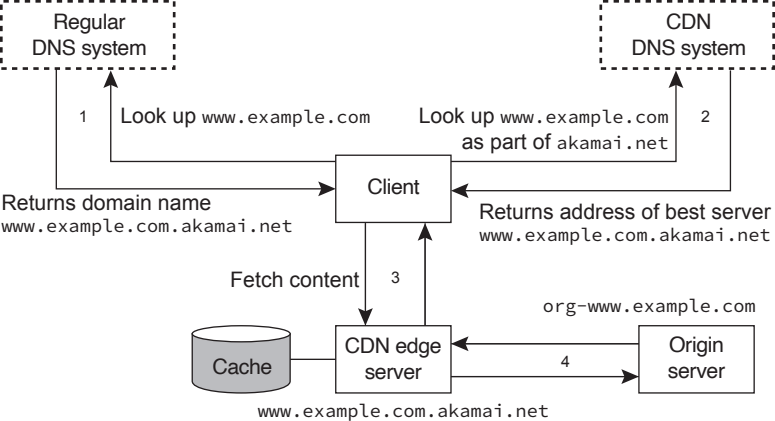 Regular
DNS system
CDN
DNS system
1
Look up www.example.com
Look up www.example.com
as part of akamai.net
2
Client
Returns domain name
www.example.com.akamai.net
Returns address of best server
www.example.com.akamai.net
Fetch content
3
org-www.example.com
Cache
CDN edge
server
4
Origin
server
www.example.com.akamai.net